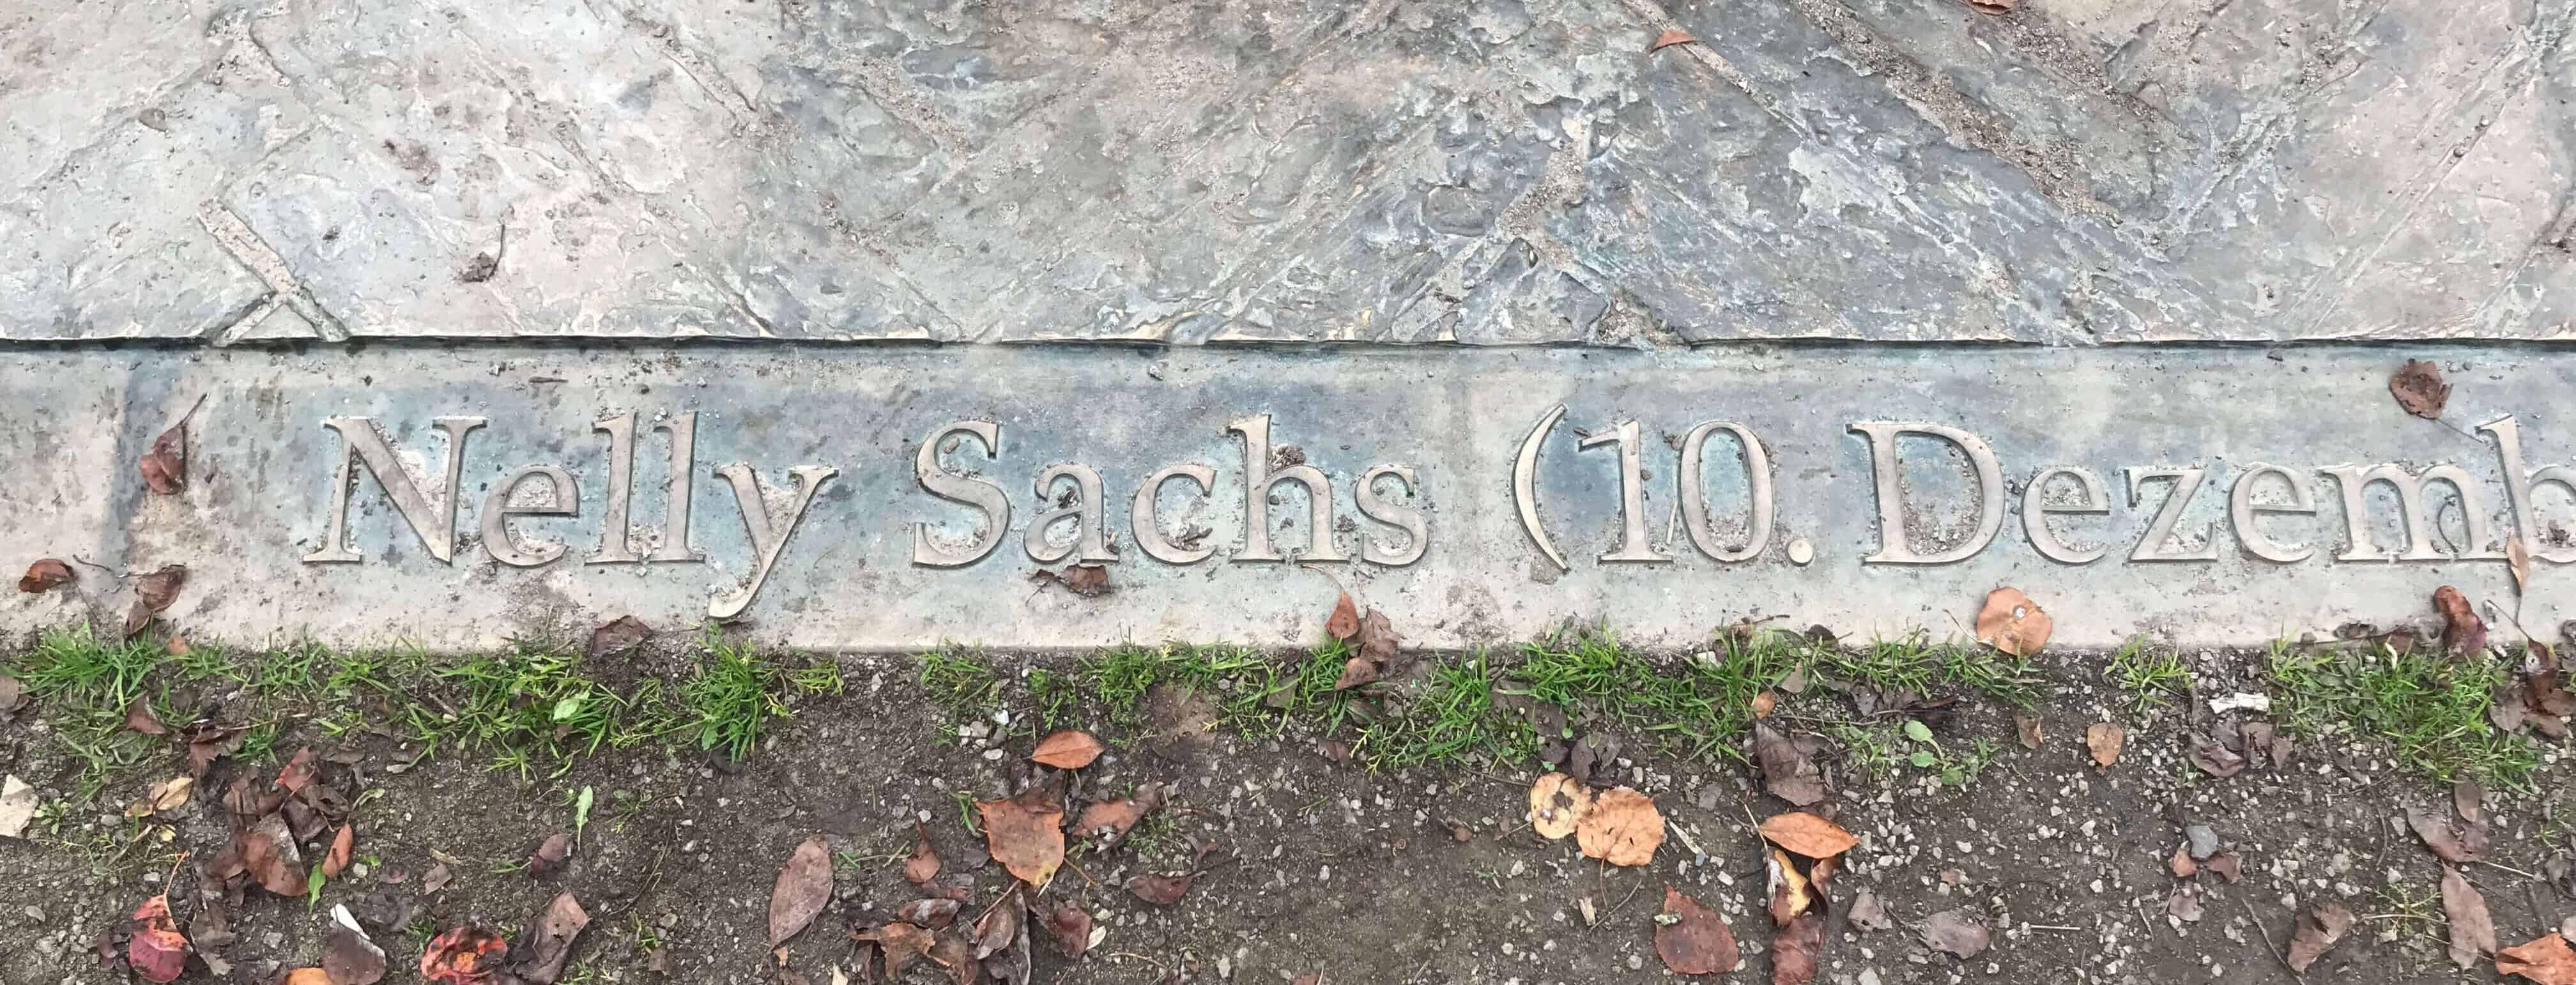 Nelly Sachs (10. Dezemb